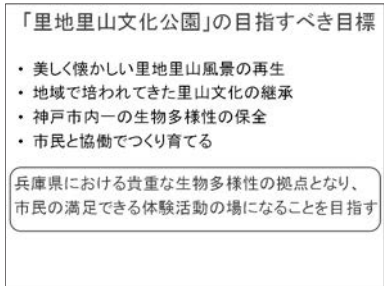 「里地里山文化公園」の目指すべき目標
・ 美しく懐かしい里地里山風景の再生
・ 地域で培われてきた里山文化の継承
・ 神戸市内一の生物多様性の保全
・ 市民と協働でつくり育てる
兵庫県における貴重な生物多様性の拠点となり、
市民の満足できる体験活動の場になることを目指す